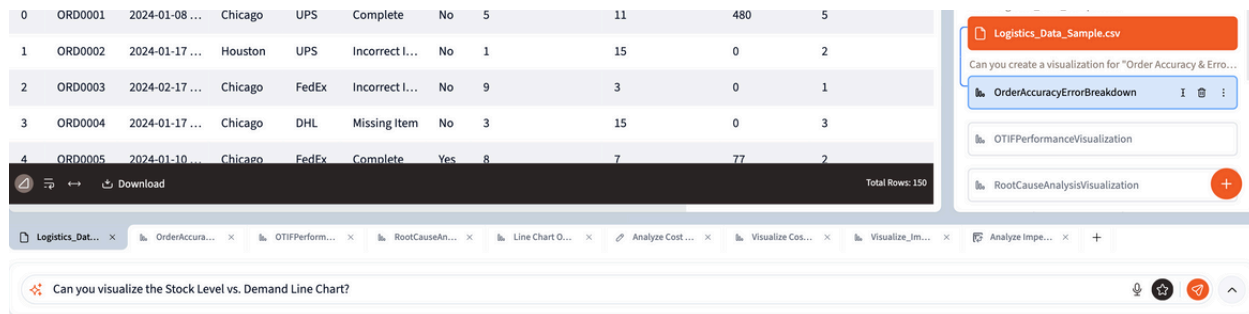 0 ORD0001 2024-01-08 ... Chicago UPS Complete No 5 11 480 5
1 ORD0002 2024-01-17 ... Houston UPS Incorrect I... No 1 15 0 2
2 ORD0003 2024-02-17 ... Chicago FedEx Incorrect I... No 9 3 0 1
3 ORD0004 2024-01-17 ... Chicago DHL Missing Item No 3 15 0 3
4 ORD0005 2024-01-10 ... Chicago FedEx Complete Yes 8 7 77 2
Download Total Rows: 150
Logistics_Data_Sample.csv
Can you create a visualization for "Order Accuracy & Erro...
OrderAccuracyErrorBreakdown
OTIFPerformanceVisualization
RootCauseAnalysisVisualization
Logistics_Dat... OrderAccura... OTIFPerform... RootCauseAn... Line Chart O... Analyze Cost ... Visualize Cos... Visualize_Im... Analyze Impe...
Can you visualize the Stock Level vs. Demand Line Chart?